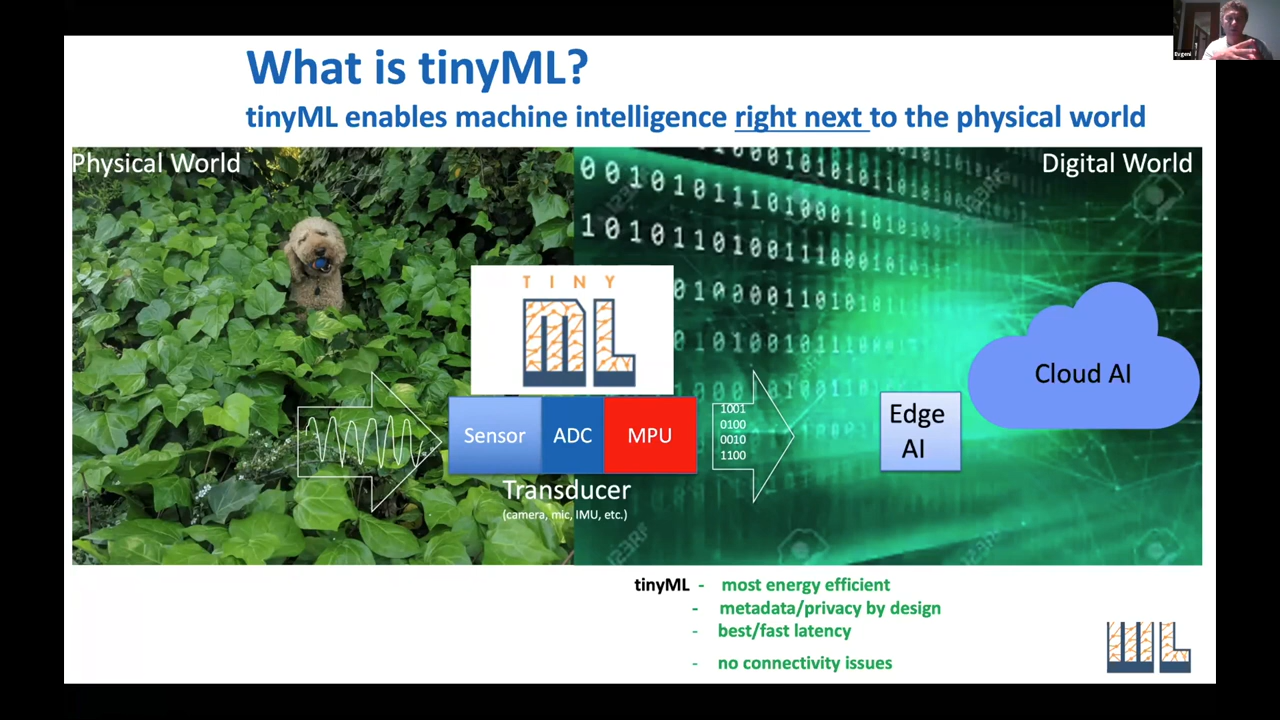 What is tinyML?
tinyML enables machine intelligence right next to the physical world
Physical World
Digital World
TINY
ML
Sensor
ADC
MPU
1001
0100
0010
1100
Transducer
(camera, mic, IMU, etc.)
Edge
AI
Cloud AI
tinyML - most energy efficient
- metadata/privacy by design
- best/fast latency
- no connectivity issues
ML
Evgeni